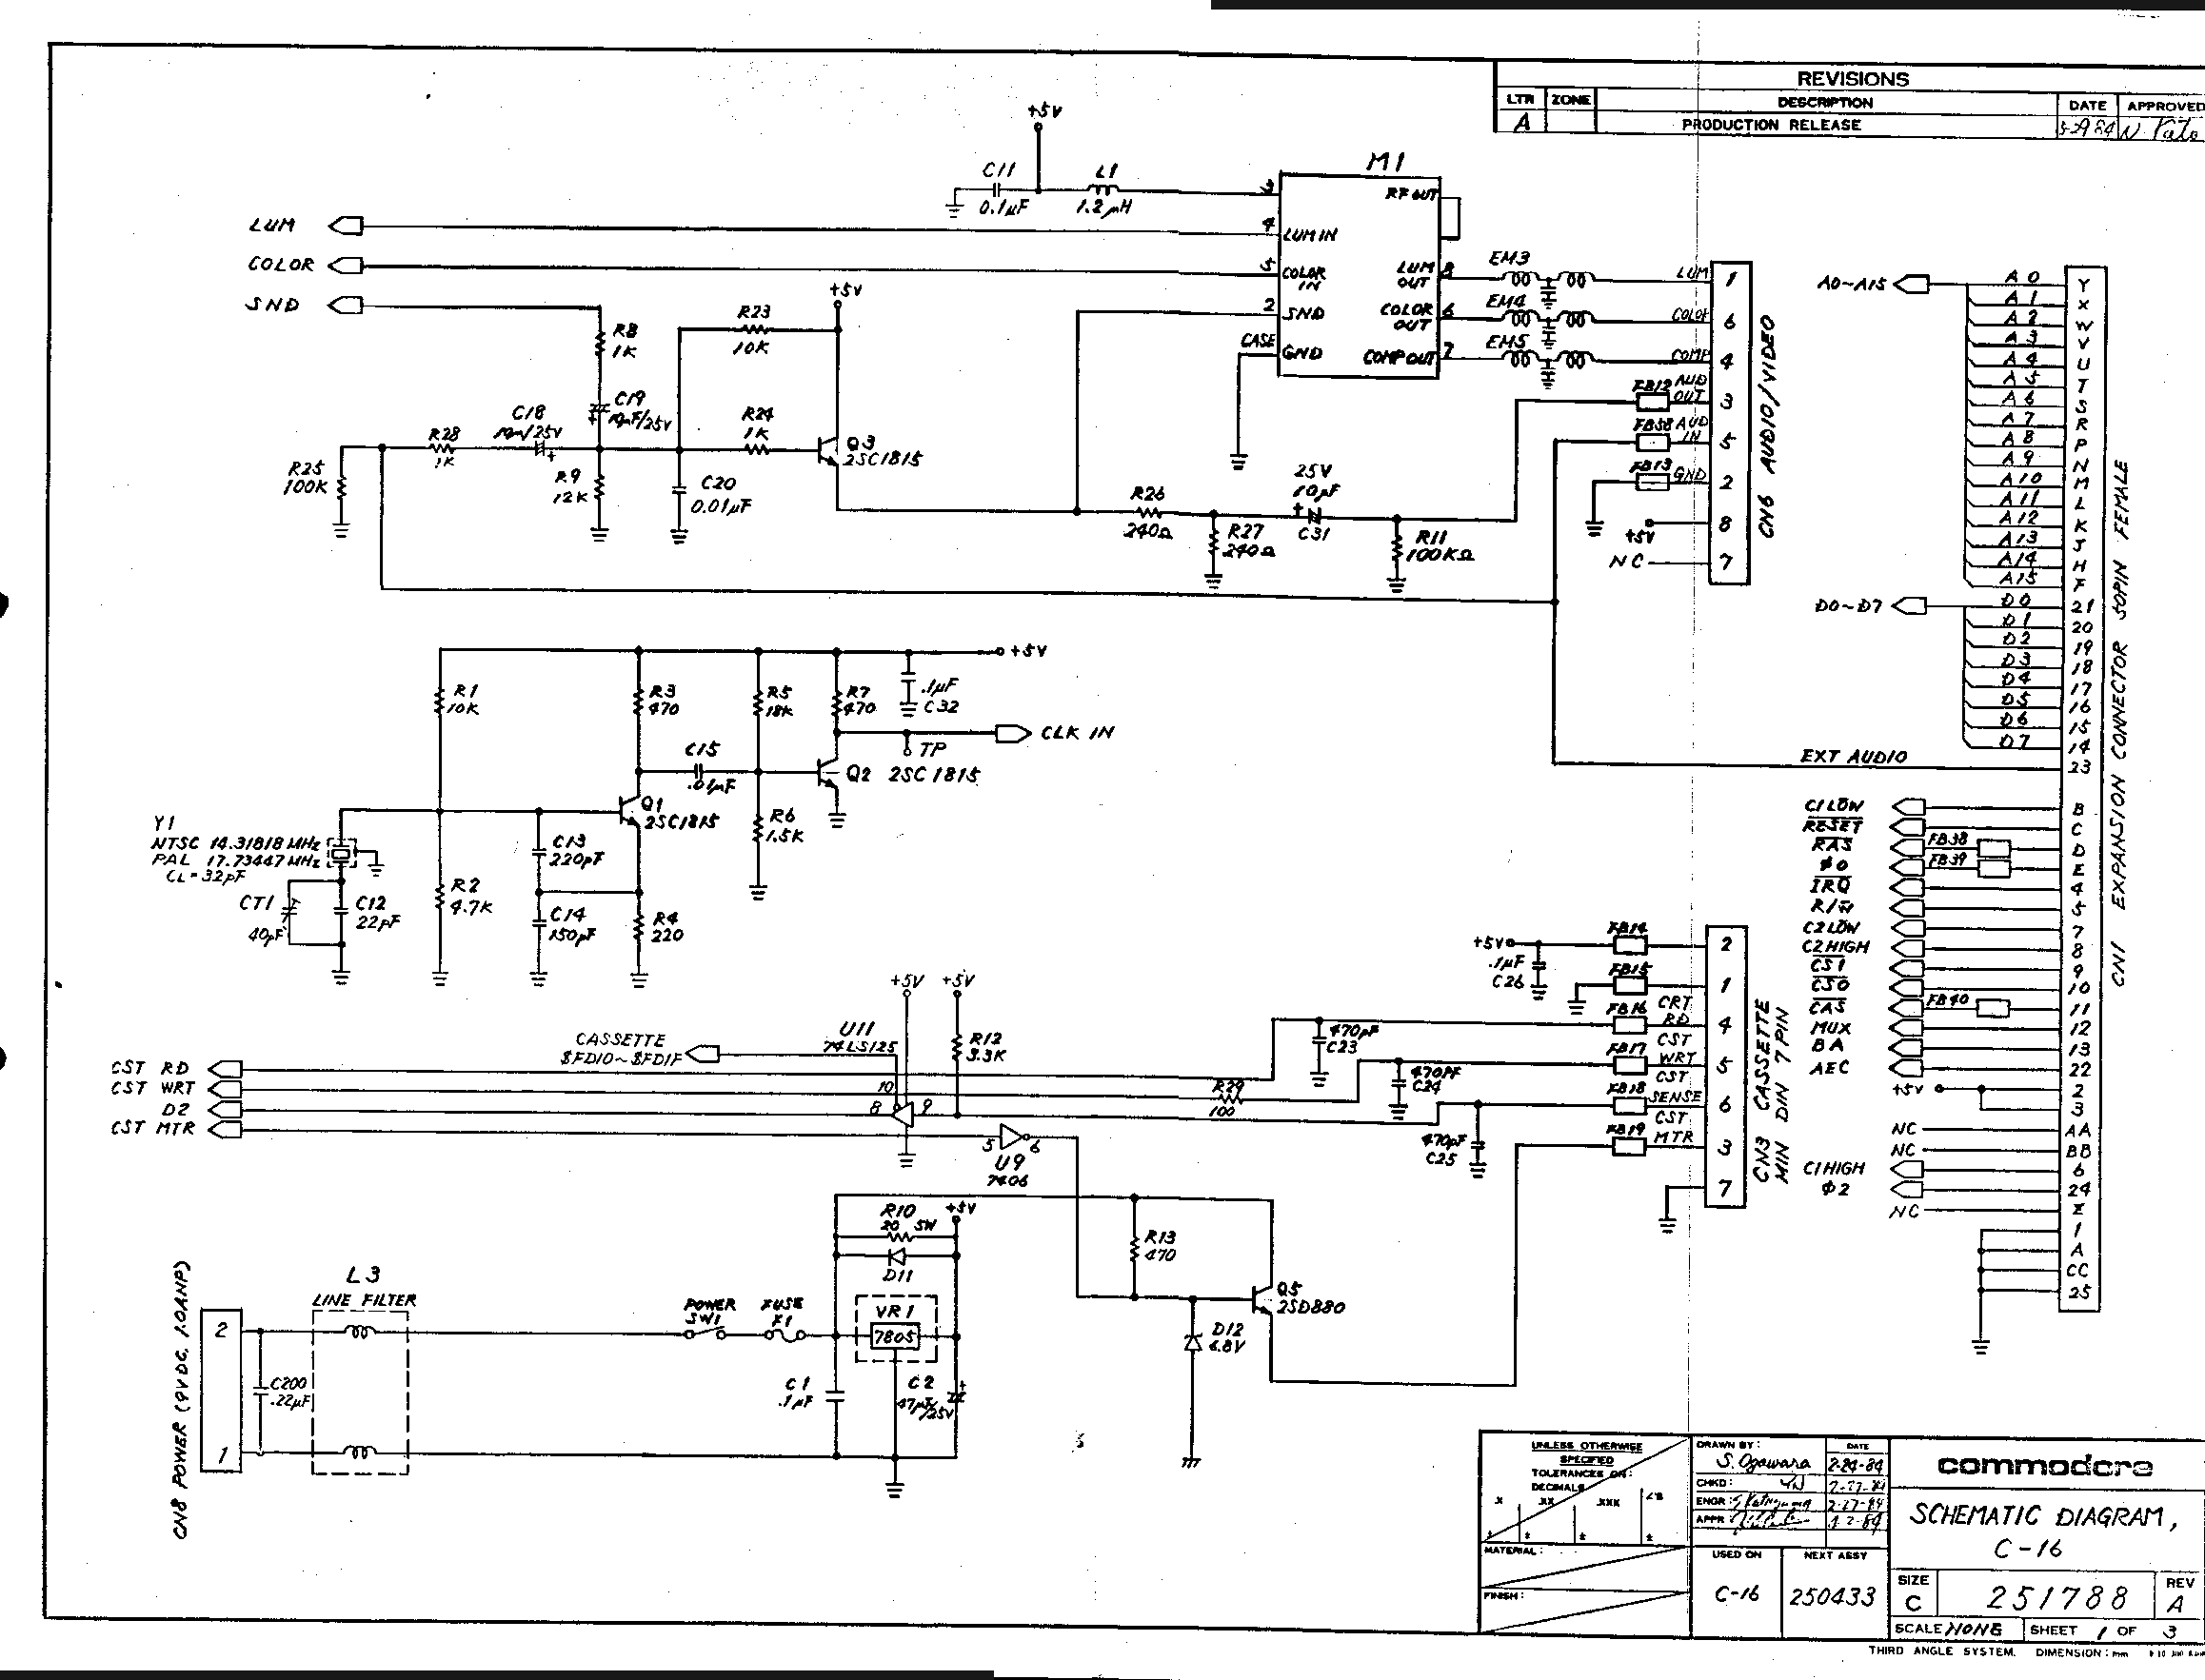 REVISIONS
LTR ZONE DESCRIPTION DATE APPROVED
A PRODUCTION RELEASE
+5V
C11
0.1µF
L1
1.2µH
M1
RF OUT
3
4 LUM IN
5 COLOR IN
2 SND
CASE GND
LUM OUT 8
COLOR OUT 6
COMP OUT 7
LUM
COLOR
SND
R8
1K
C19
10µF/25V
C18
10µ/25V
R28
1K
R25
100K
R9
12K
R23
10K
+5V
R24
1K
C20
0.01µF
Q3
2SC1815
R26
240Ω
R27
240Ω
25V
10µF
C31
R11
100KΩ
EM3
EM4
EM5
LUM 1
COLOR 6
COMP 4
FB12 AUD OUT 3
FB38 AUD IN 5
FB13 GND 2
+5V 8
NC 7
CN6 AUDIO/VIDEO
A0~A15
A0 Y
A1 X
A2 W
A3 V
A4 U
A5 T
A6 S
A7 R
A8 P
A9 N
A10 M
A11 L
A12 K
A13 J
A14 H
A15 F
D0~D7
D0 21
D1 20
D2 19
D3 18
D4 17
D5 16
D6 15
D7 14
EXT AUDIO 23
C1 LOW B
RESET C
RAS FB38 D
φ0 FB39 E
IRQ 4
R/W 5
C2 LOW 7
C2 HIGH 8
CS1 9
CS0 10
CAS FB40 11
MUX 12
BA 13
AEC 22
+5V 2
3
NC AA
NC BB
C1 HIGH 6
φ2 24
NC Z
1
A
CC
25
CN1 EXPANSION CONNECTOR 50PIN FEMALE
+5V
R1
10K
R3
470
R5
18K
R7
470
.1µF
C32
CLK IN
TP
C15
.01µF
Q2 2SC1815
Q1
2SC1815
R6
1.5K
Y1
NTSC 14.31818 MHz
PAL 17.73447 MHz
CL=32pF
CT1
40pF
C12
22pF
R2
4.7K
C13
220pF
C14
150pF
R4
220
+5V +5V
U11
74LS125
R12
3.3K
CASSETTE
$FD10~$FD1F
CST RD
CST WRT
D2
CST MTR
10
8 9
5 6
U9
7406
R29
100
+5V
.1µF
C26
470pF
C23
470pF
C24
470pF
C25
FB14 2
FB15 1
FB16 CRT RD 4
FB17 CST WRT 5
FB18 CST SENSE 6
FB19 CST MTR 3
7
CN3 CASSETTE
MIN DIN 7 PIN
R10
20 5W
+5V
D11
VR1
7805
C1
.1µF
C2
47µF/25V
R13
470
Q5
2SD880
D12
6.8V
POWER
SW1
FUSE
F1
L3
LINE FILTER
2
1
C200
.22µF
CN8 POWER (9VDC, 1.0AMP)
UNLESS OTHERWISE
SPECIFIED
TOLERANCES ON:
DECIMALS
.X .XX .XXX
± ± ± ±
MATERIAL:
FINISH:
DRAWN BY: DATE
S. Ogawara 2-24-84
CHKD:
ENGR: 2-27-84
APPR:
USED ON NEXT ASSY
C-16 250433
commodore
SCHEMATIC DIAGRAM,
C-16
SIZE C 251788 REV A
SCALE NONE SHEET 1 OF 3
THIRD ANGLE SYSTEM. DIMENSION: mm